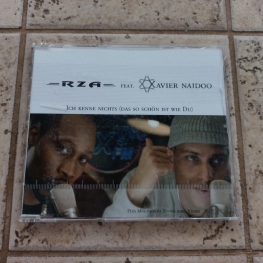 RZA FEAT. XAVIER NAIDOO
ICH KENNE NICHTS (DAS SO SCHÖN IST WIE DU)